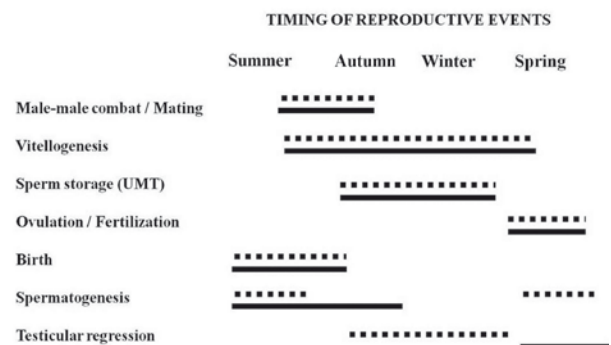 TIMING OF REPRODUCTIVE EVENTS
Summer Autumn Winter Spring
Male-male combat / Mating
Vitellogenesis
Sperm storage (UMT)
Ovulation / Fertilization
Birth
Spermatogenesis
Testicular regression